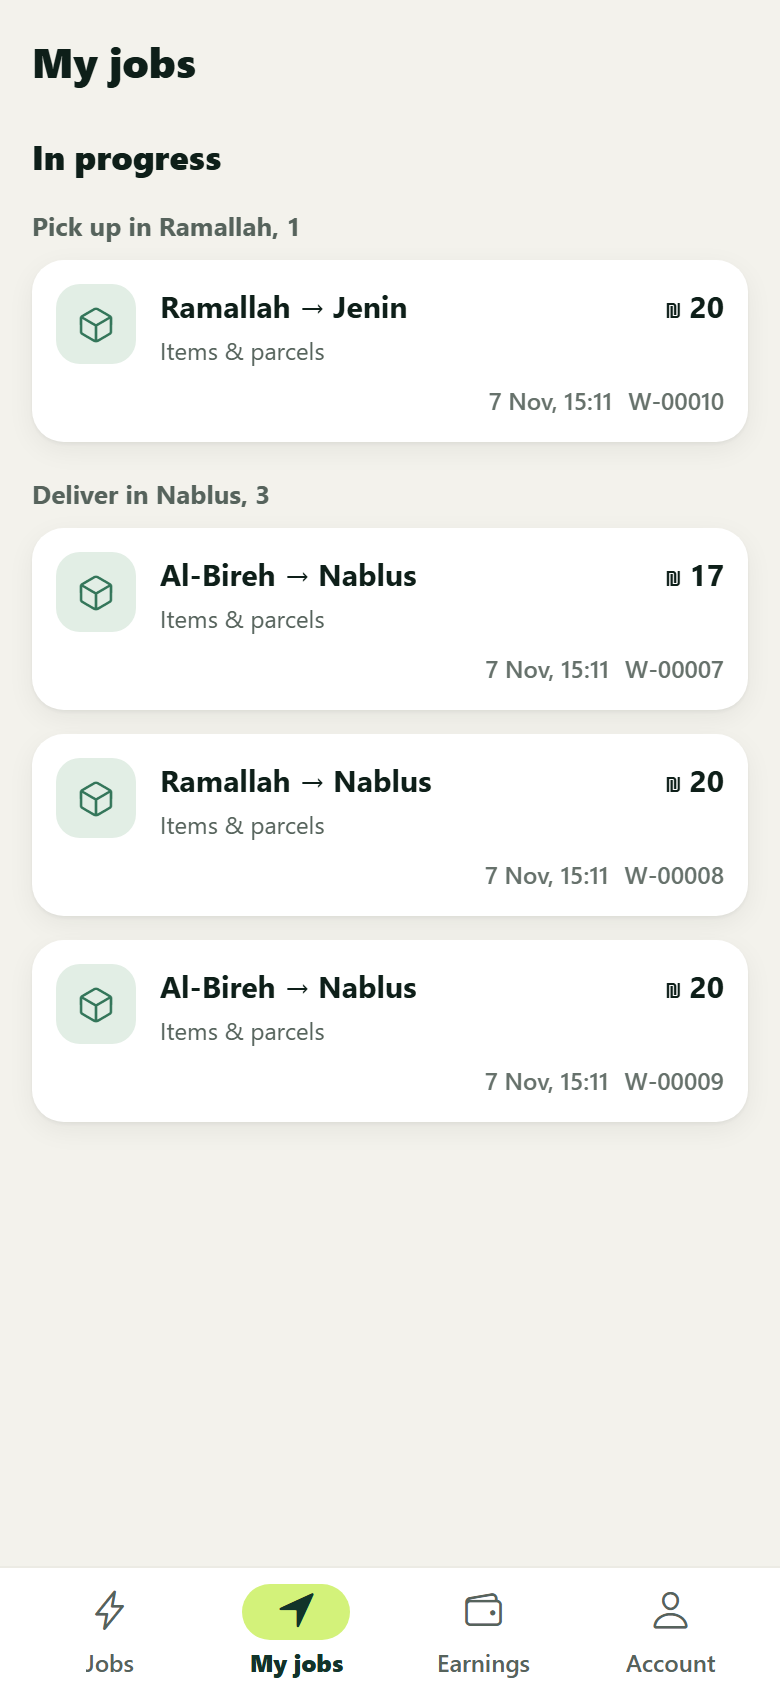 My jobs
In progress
Pick up in Ramallah, 1
Ramallah → Jenin ₪ 20
Items & parcels
7 Nov, 15:11 W-00010
Deliver in Nablus, 3
Al-Bireh → Nablus ₪ 17
Items & parcels
7 Nov, 15:11 W-00007
Ramallah → Nablus ₪ 20
Items & parcels
7 Nov, 15:11 W-00008
Al-Bireh → Nablus ₪ 20
Items & parcels
7 Nov, 15:11 W-00009
Jobs My jobs Earnings Account